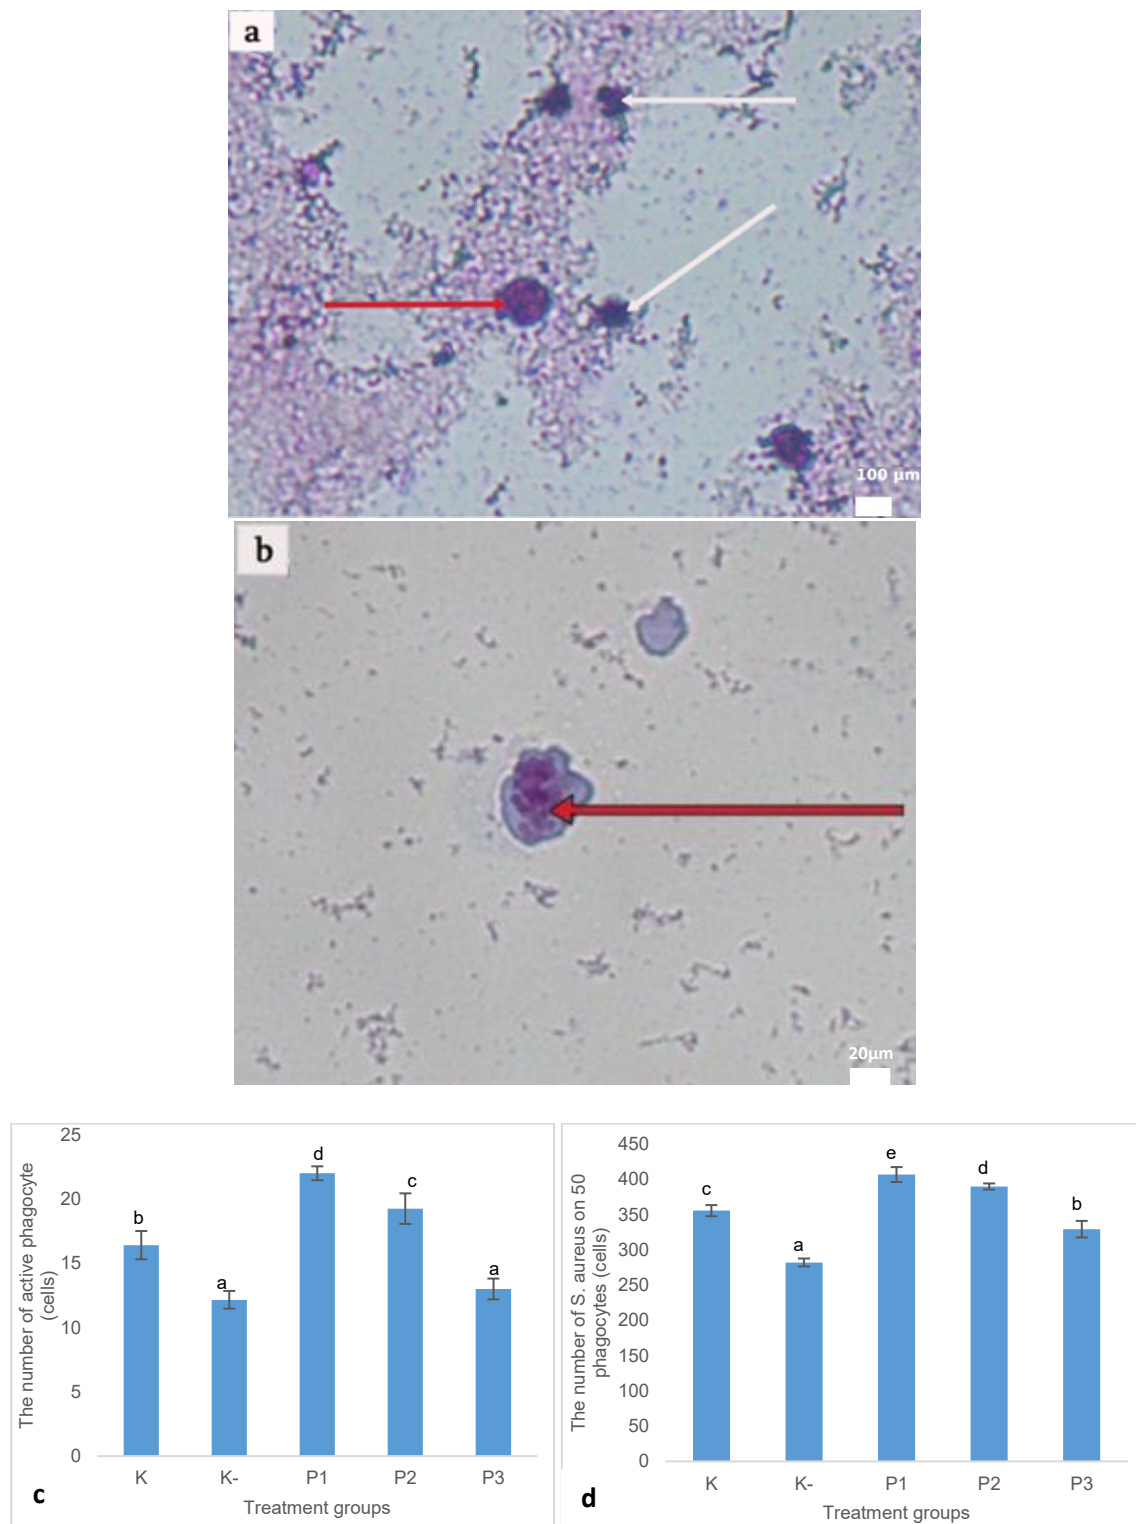 a
100 μm
b
20μm
25
20
15
10
5
0
The number of active phagocyte
(cells)
b
a
d
c
a
K K- P1 P2 P3
Treatment groups
c
450
400
350
300
250
200
150
100
50
0
The number of S. aureus on 50
phagocytes (cells)
c
a
e
d
b
K K- P1 P2 P3
Treatment groups
d